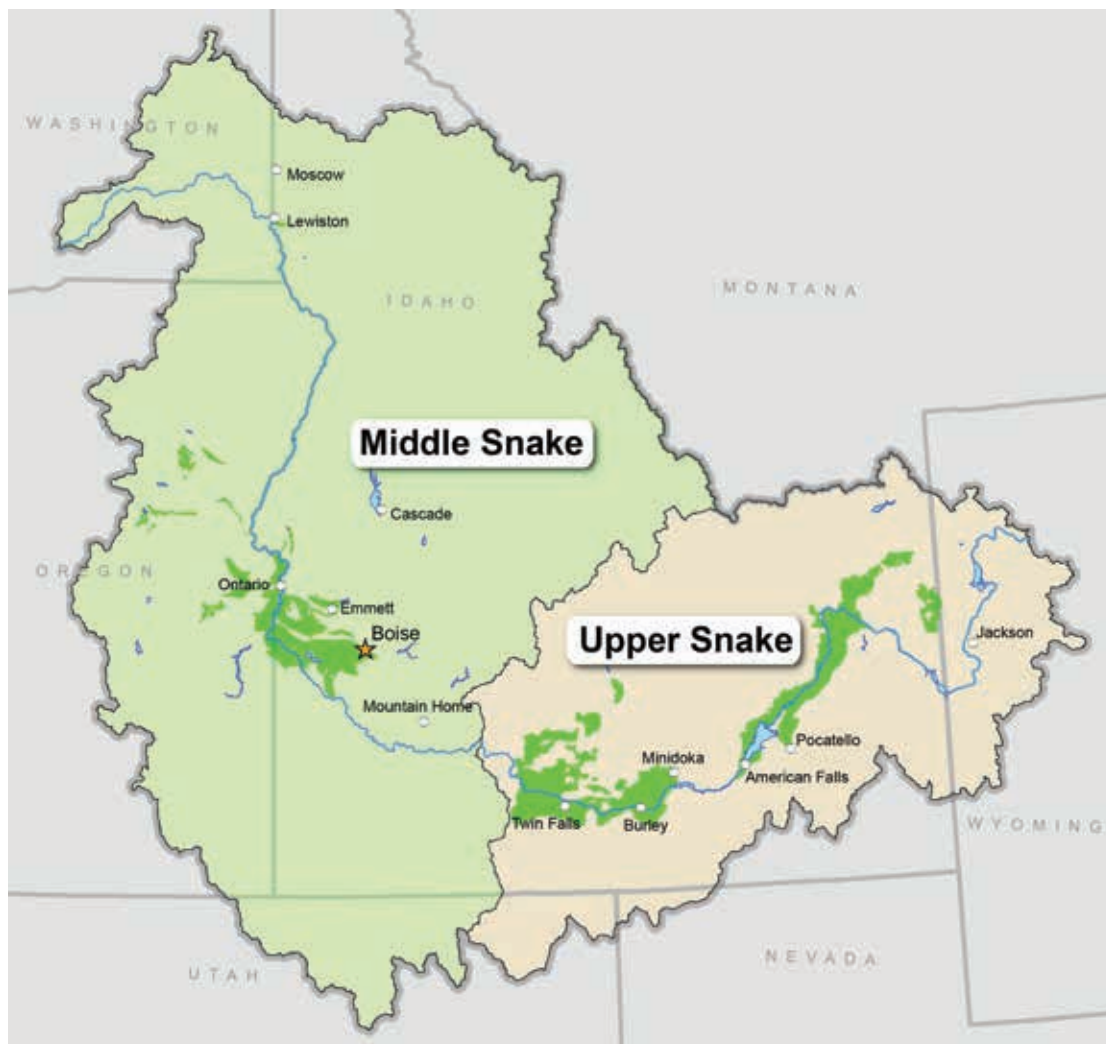 WASHINGTON
Moscow
Lewiston
IDAHO
MONTANA
Middle Snake
Cascade
OREGON
Ontario
Emmett
Boise
Upper Snake
Jackson
Mountain Home
Pocatello
Minidoka
American Falls
Twin Falls
Burley
WYOMING
NEVADA
UTAH